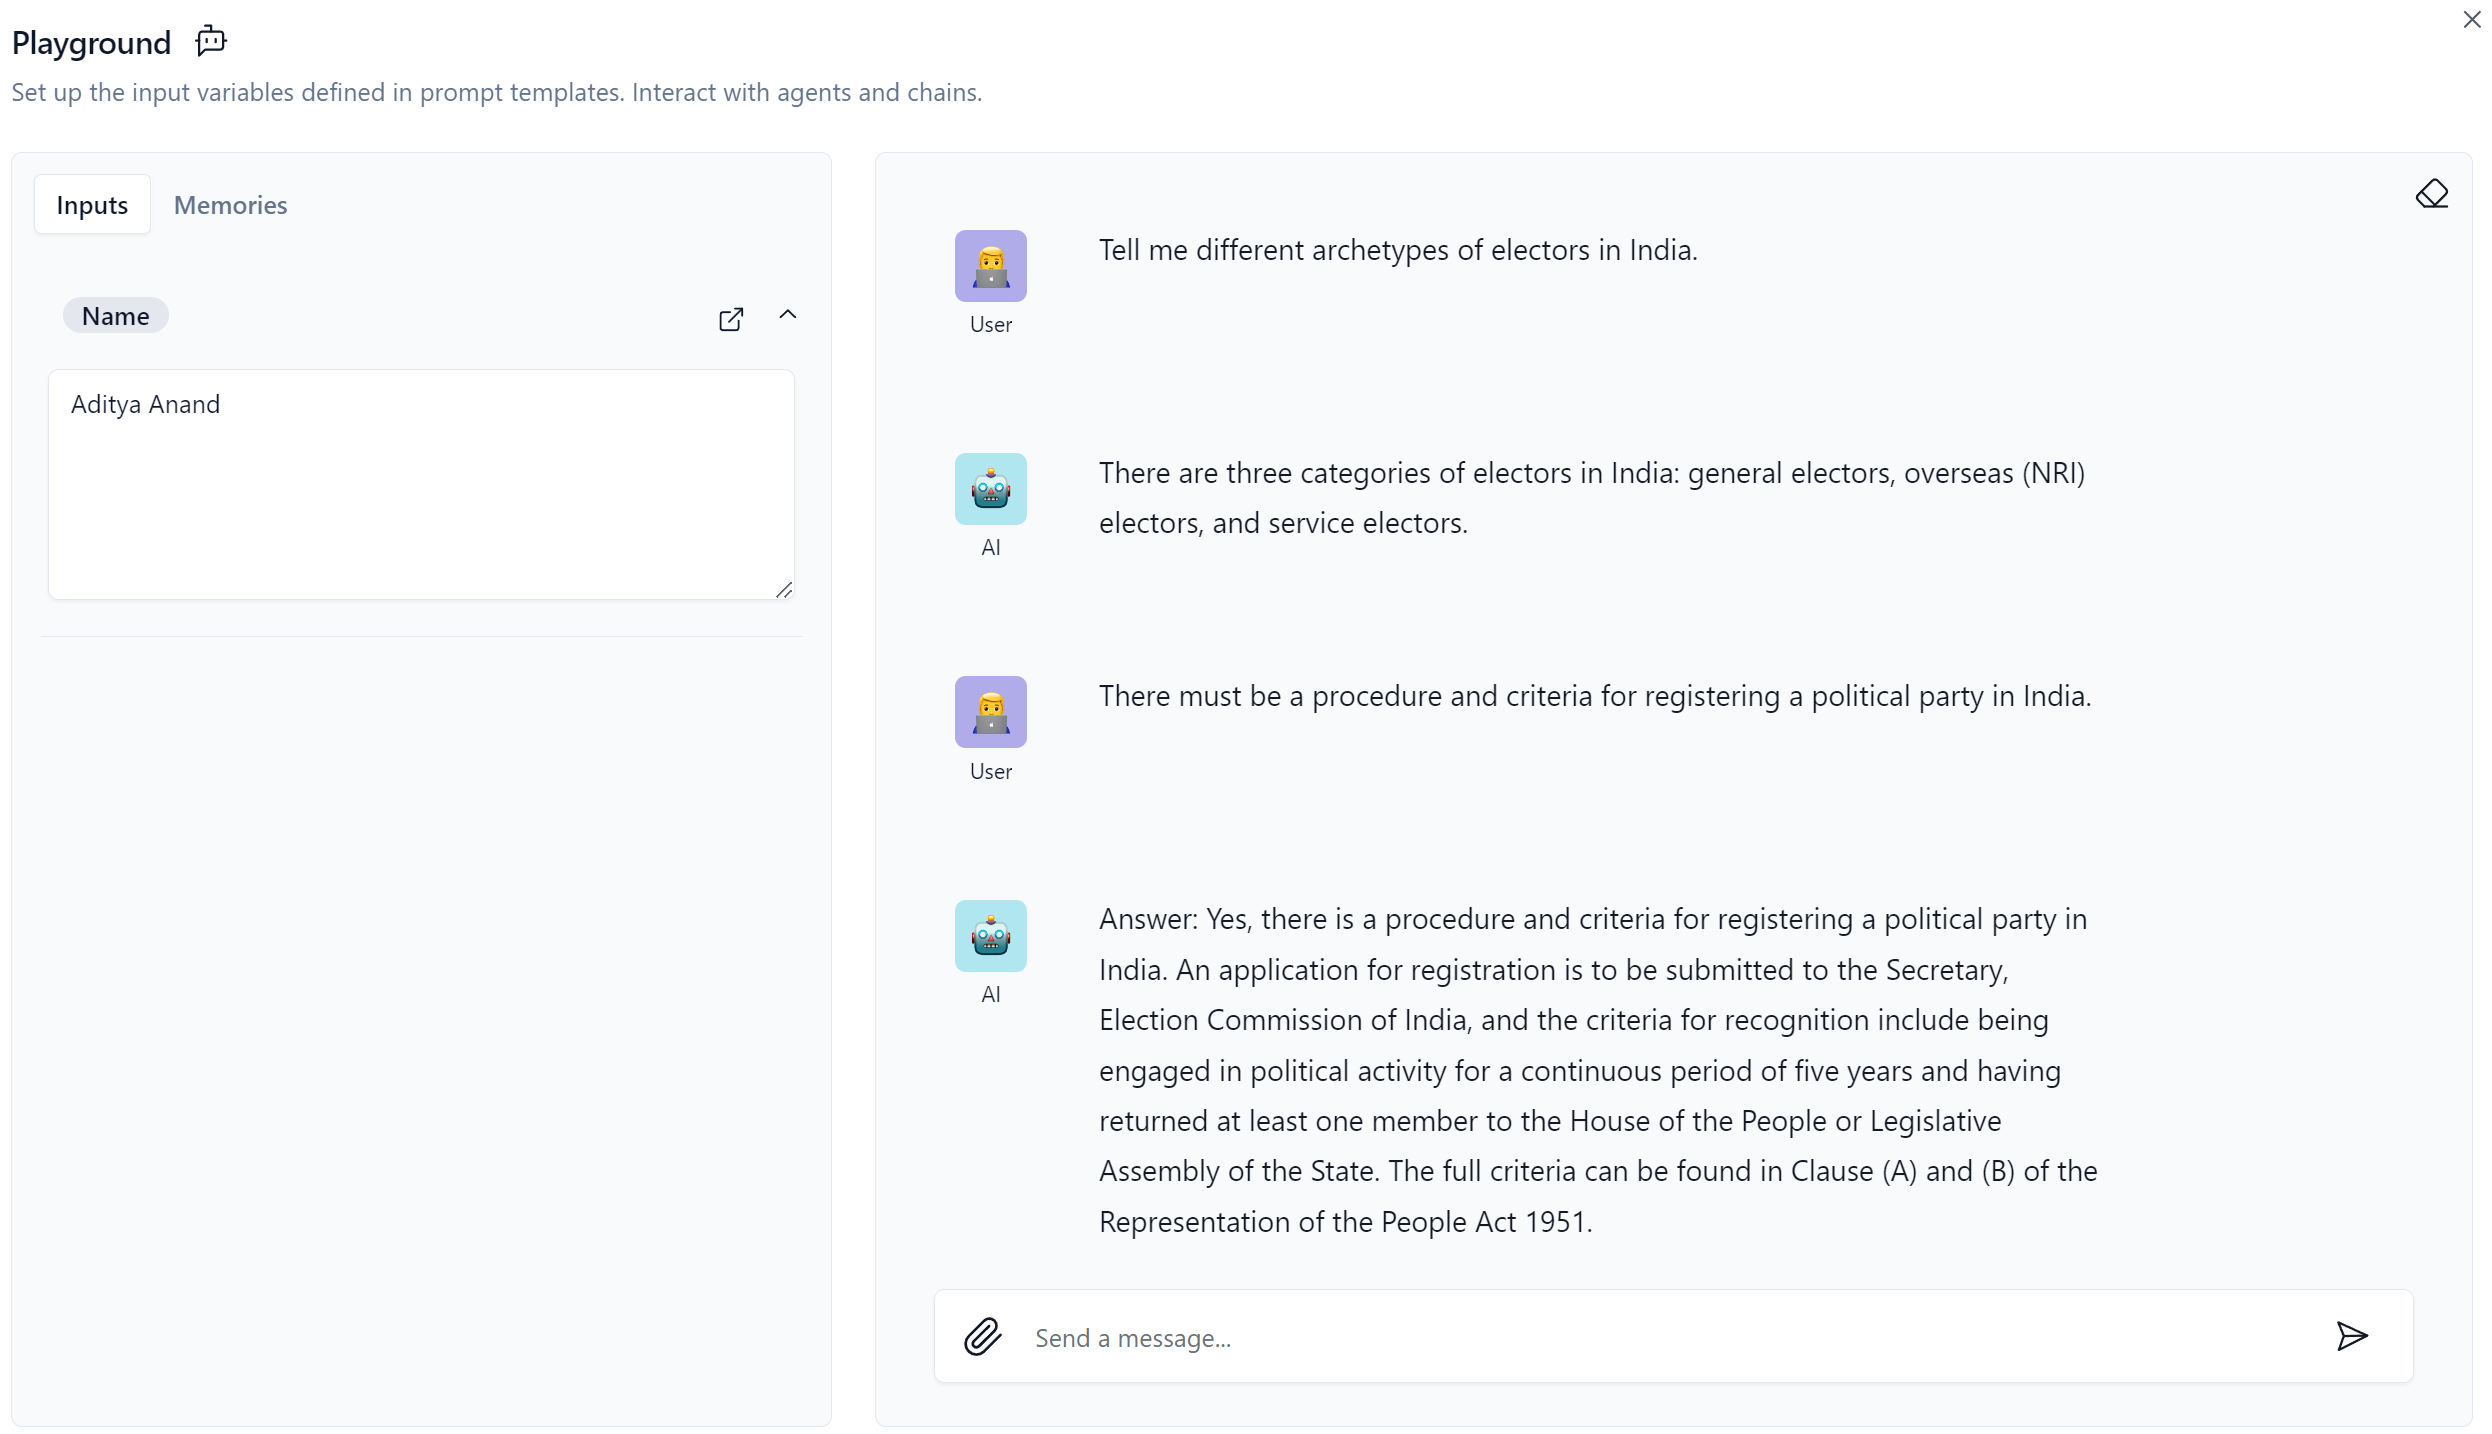 Playground
Set up the input variables defined in prompt templates. Interact with agents and chains.
Inputs
Memories
Name
Aditya Anand
Tell me different archetypes of electors in India.
User
There are three categories of electors in India: general electors, overseas (NRI)
electors, and service electors.
AI
There must be a procedure and criteria for registering a political party in India.
User
Answer: Yes, there is a procedure and criteria for registering a political party in
India. An application for registration is to be submitted to the Secretary,
Election Commission of India, and the criteria for recognition include being
engaged in political activity for a continuous period of five years and having
returned at least one member to the House of the People or Legislative
Assembly of the State. The full criteria can be found in Clause (A) and (B) of the
Representation of the People Act 1951.
AI
Send a message...